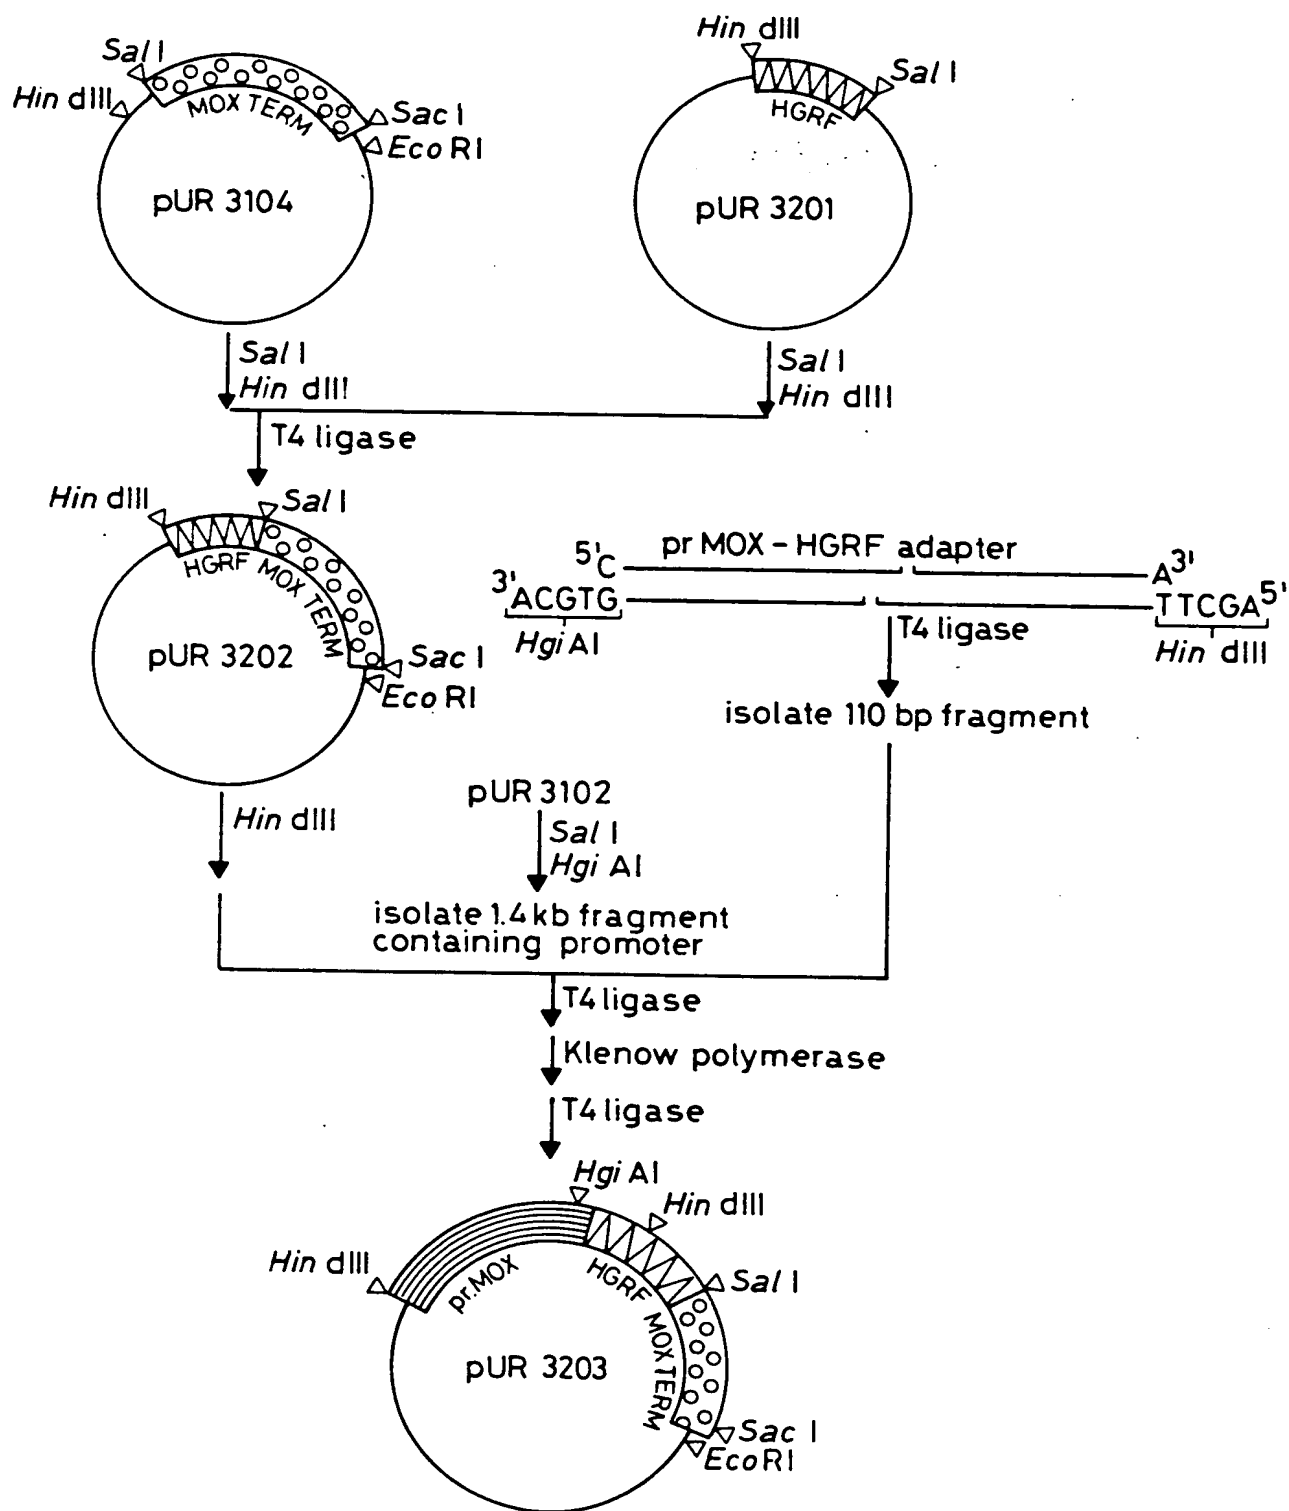 Sal I
Hin dIII
MOX TERM
Sac I
Eco RI
pUR 3104
Hin dIII
Sal I
HGRF
pUR 3201
Sal I
Hin dIII
Sal I
Hin dIII
T4 ligase
Hin dIII
Sal I
HGRF MOX TERM
pUR 3202
Sac I
Eco RI
pr MOX - HGRF adapter
5'C
A3'
3'ACGTG
TTCGA5'
Hgi AI
T4 ligase
Hin dIII
isolate 110 bp fragment
Hin dIII
pUR 3102
Sal I
Hgi AI
isolate 1.4 kb fragment
containing promoter
T4 ligase
Klenow polymerase
T4 ligase
Hgi AI
Hin dIII
Hin dIII
pr.MOX
HGRF MOX TERM
Sal I
pUR 3203
Sac I
Eco RI